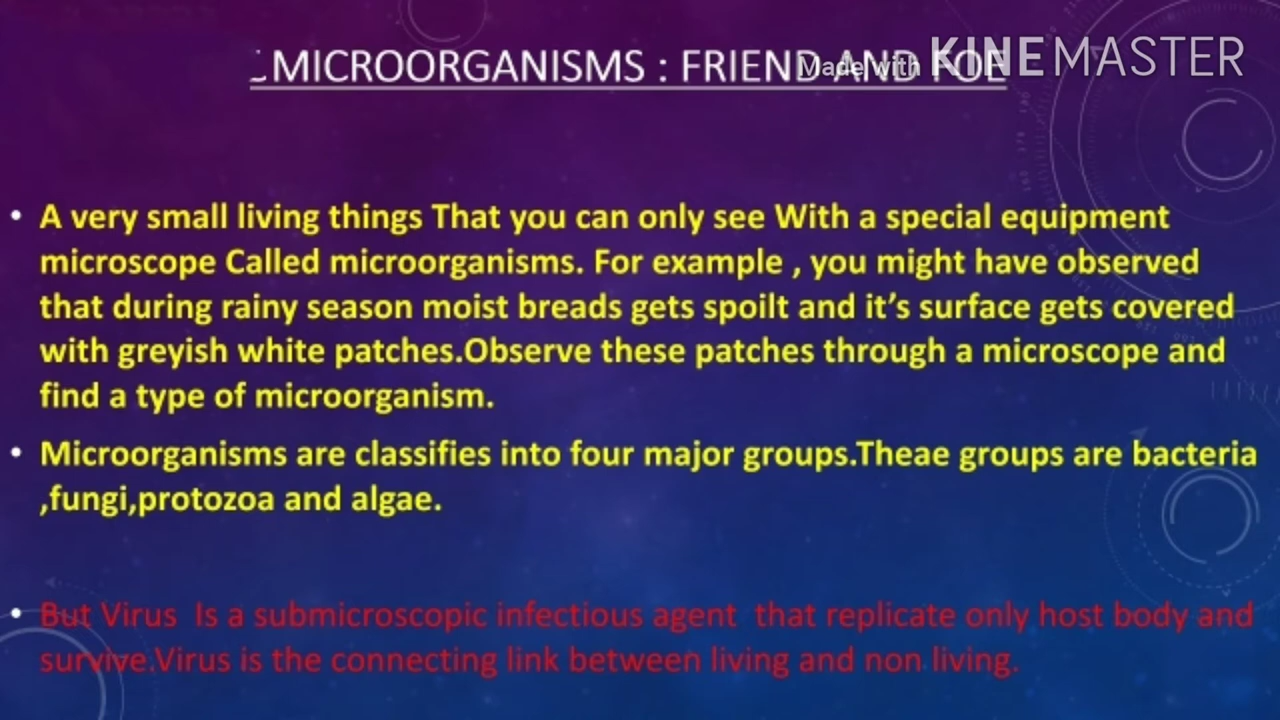 MICROORGANISMS : FRIEND AND FOE
Made with KINEMASTER
• A very small living things That you can only see With a special equipment
microscope Called microorganisms. For example , you might have observed
that during rainy season moist breads gets spoilt and it’s surface gets covered
with greyish white patches.Observe these patches through a microscope and
find a type of microorganism.
• Microorganisms are classifies into four major groups.Theae groups are bacteria
,fungi,protozoa and algae.
• But Virus Is a submicroscopic infectious agent that replicate only host body and
survive.Virus is the connecting link between living and non living.